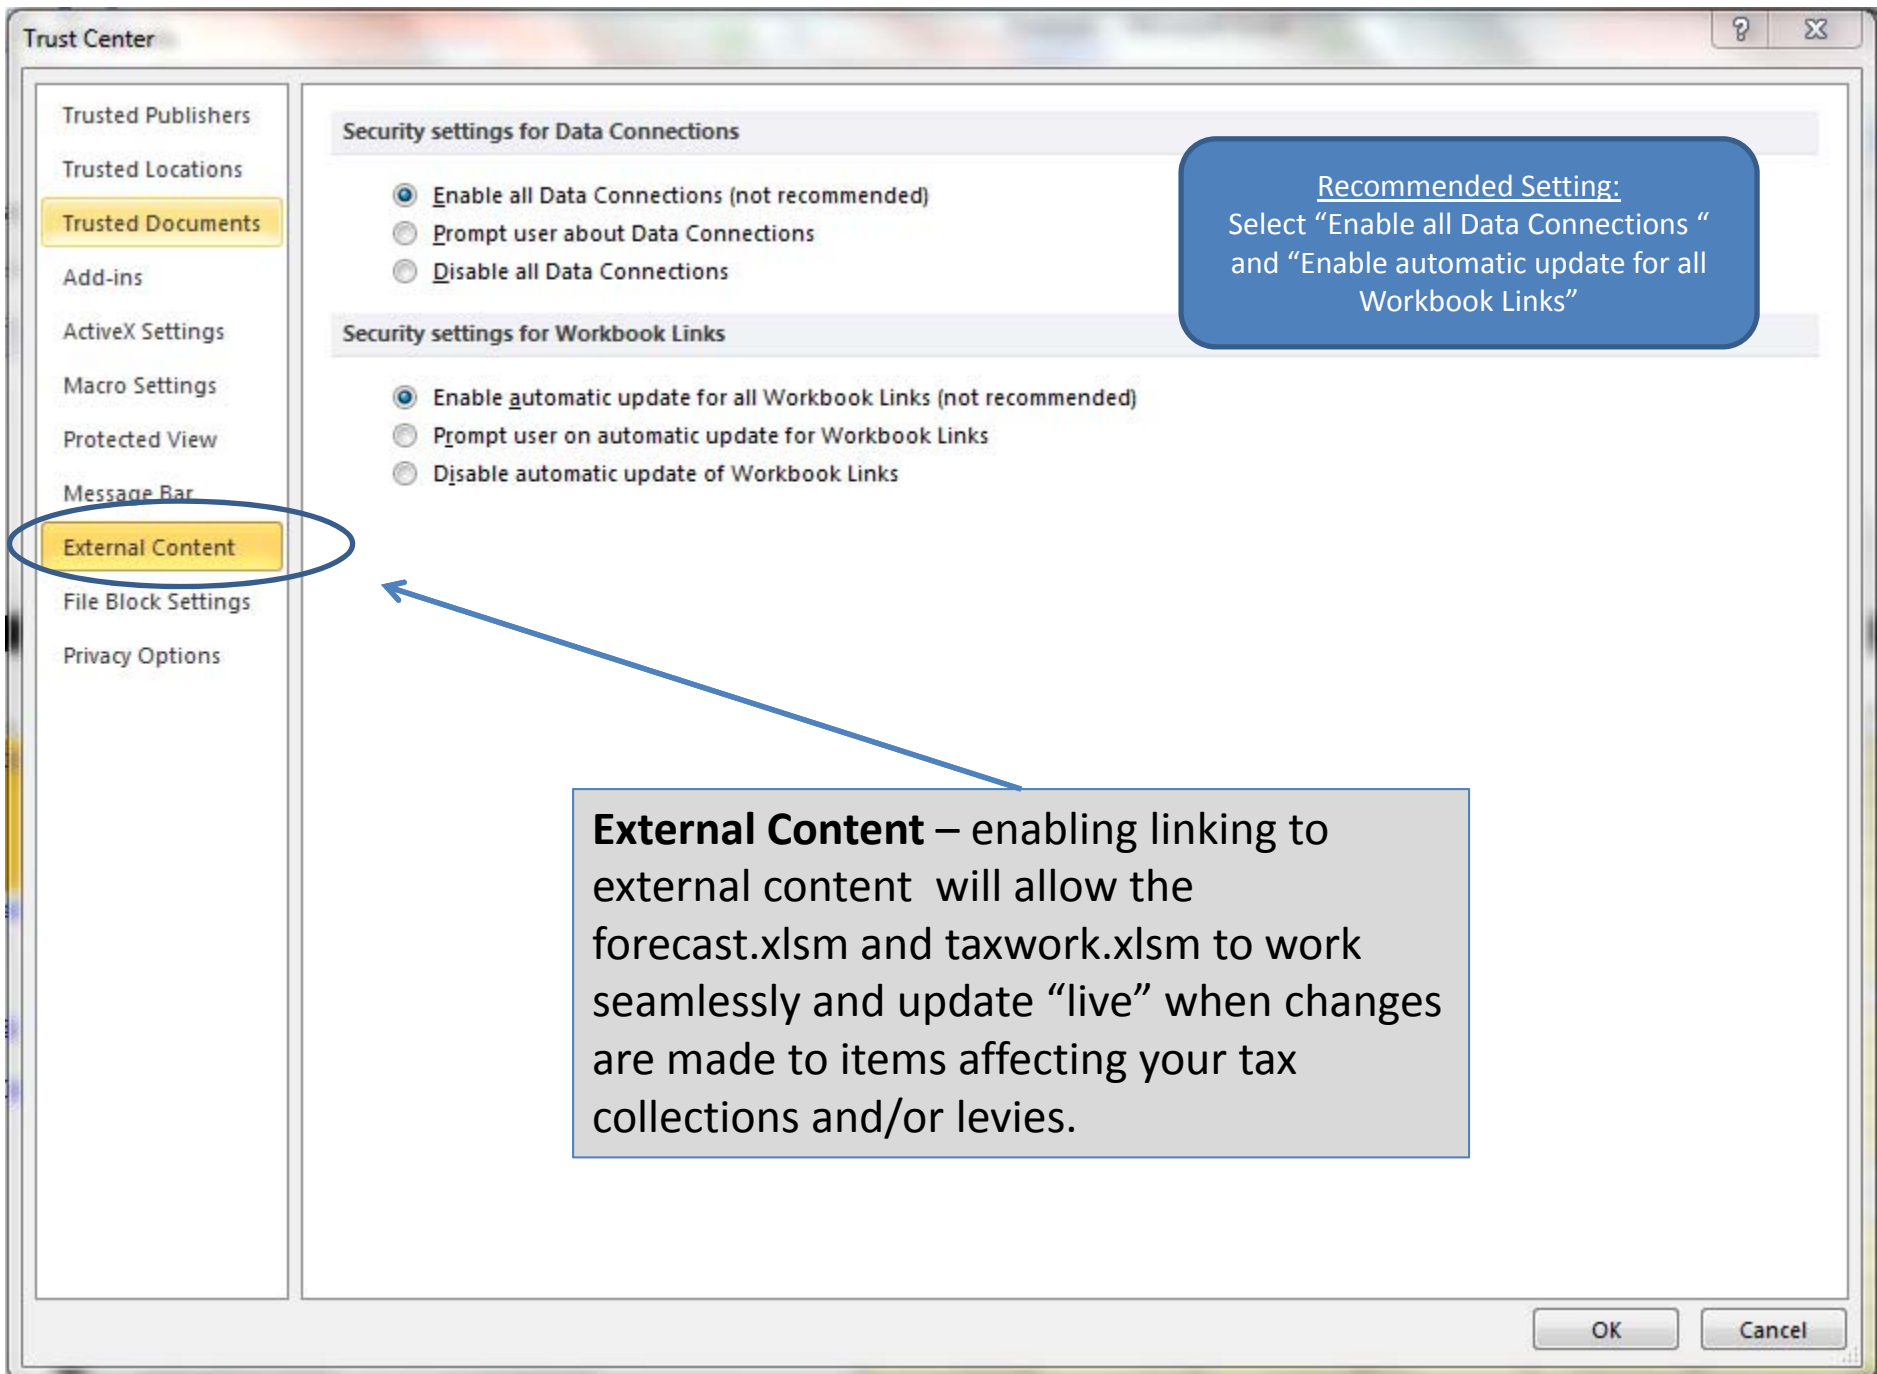 Trust Center
Trusted Publishers
Trusted Locations
Trusted Documents
Add-ins
ActiveX Settings
Macro Settings
Protected View
Message Bar
External Content
File Block Settings
Privacy Options
Security settings for Data Connections
Enable all Data Connections (not recommended)
Prompt user about Data Connections
Disable all Data Connections
Recommended Setting:
Select “Enable all Data Connections “
and “Enable automatic update for all
Workbook Links”
Security settings for Workbook Links
Enable automatic update for all Workbook Links (not recommended)
Prompt user on automatic update for Workbook Links
Disable automatic update of Workbook Links
External Content – enabling linking to
external content  will allow the
forecast.xlsm and taxwork.xlsm to work
seamlessly and update “live” when changes
are made to items affecting your tax
collections and/or levies.
OK
Cancel